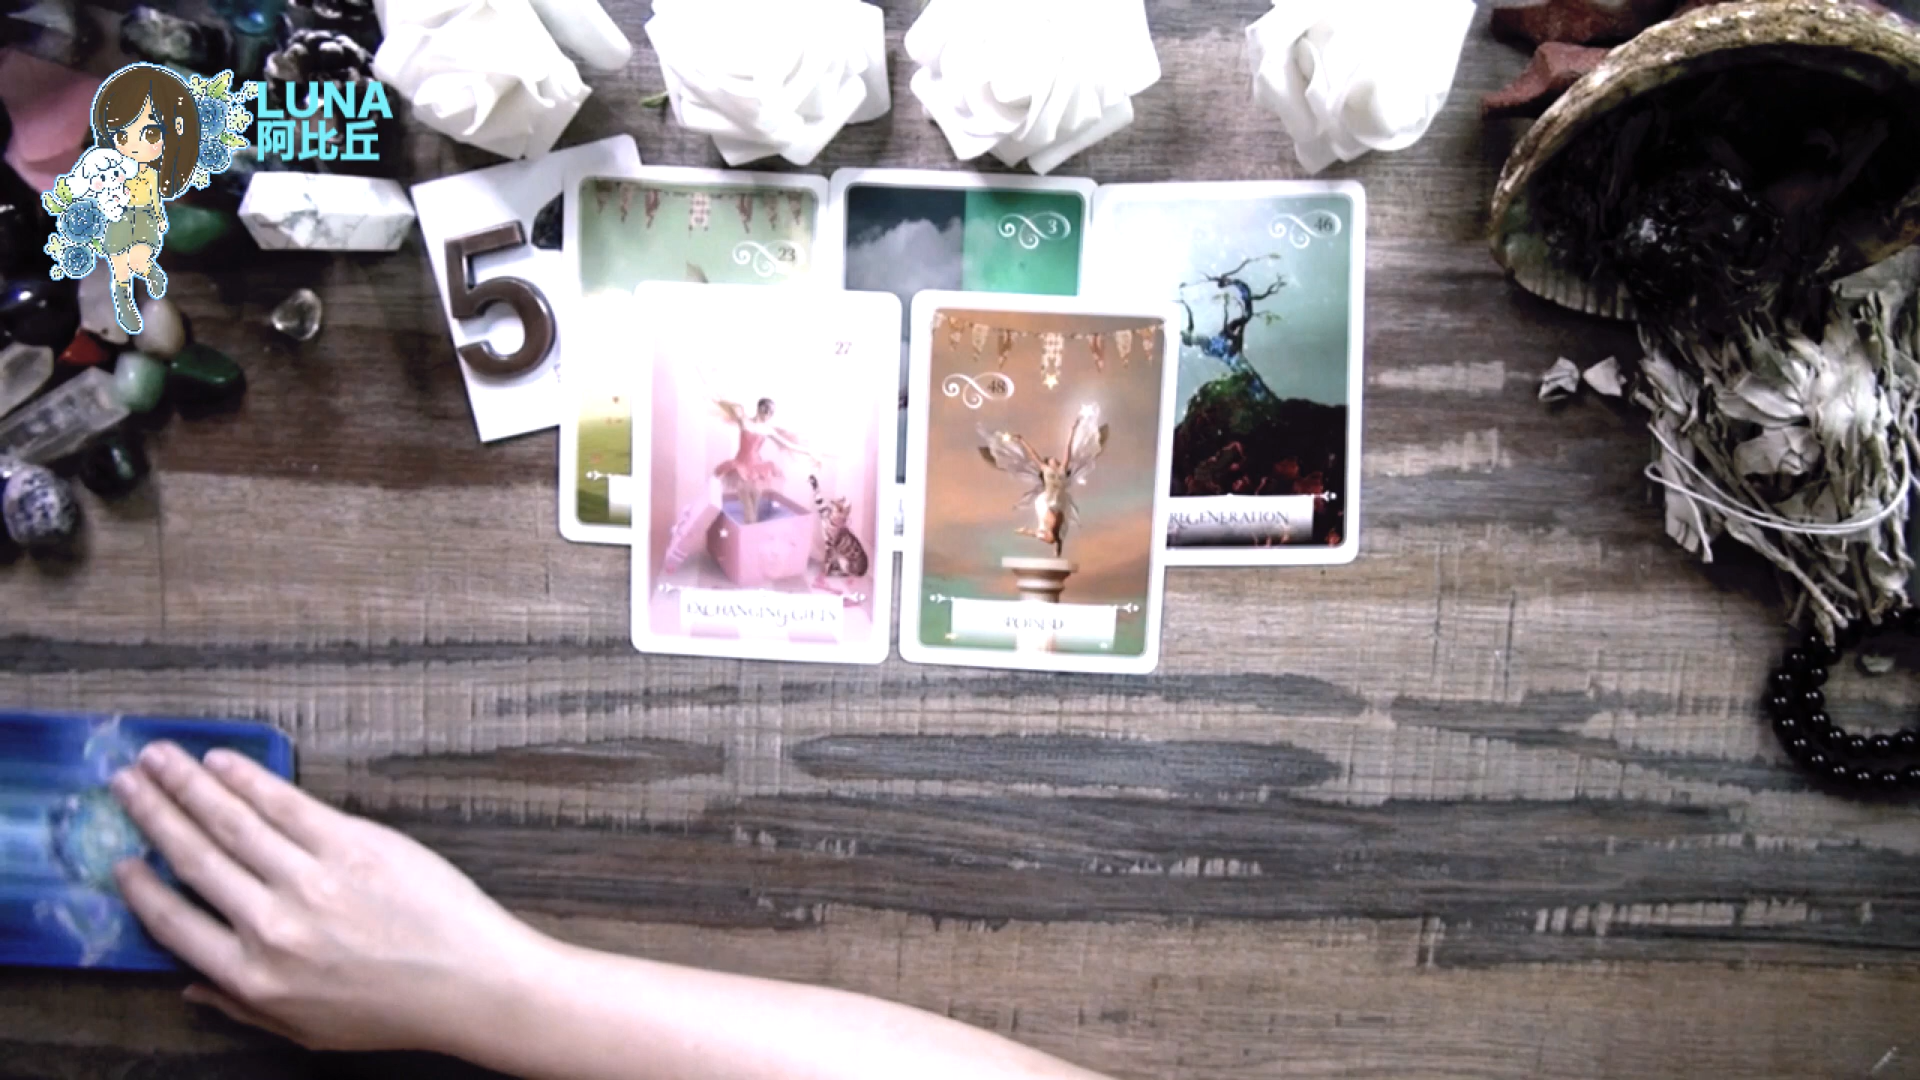 LUNA
阿比丘
5
23
3
46
27
48
REGENERATION
EXCHANGING GIFTS
POISED